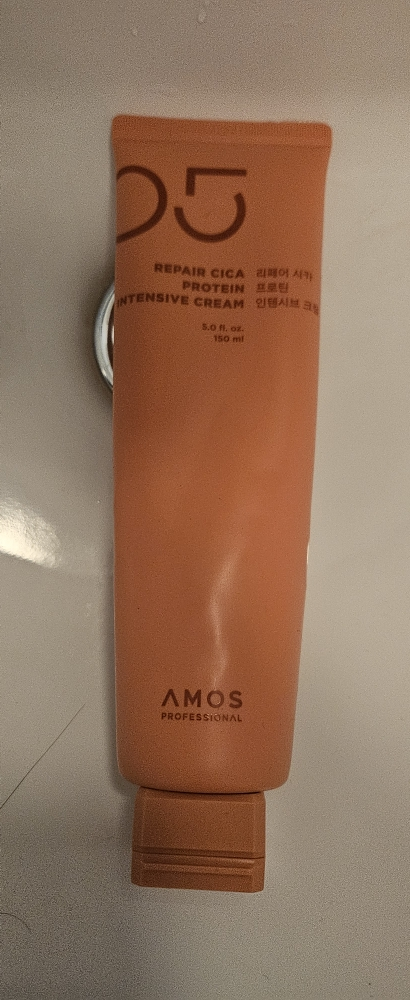 05
REPAIR CICA 리페어 시카
PROTEIN 프로틴
INTENSIVE CREAM 인텐시브 크림
5.0 fl. oz.
150 ml
AMOS
PROFESSIONAL